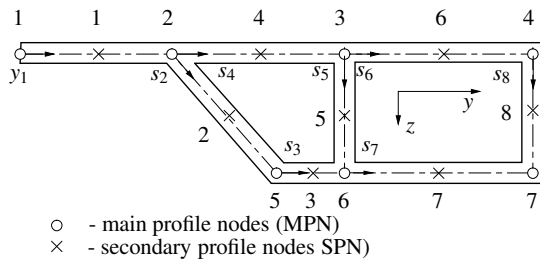 1 1 2 4 3 6 4
y1 s2 s4 s5 s6 s8
y
z
2 5 8
s3 s7
5 3 6 7 7
- main profile nodes (MPN)
- secondary profile nodes SPN)